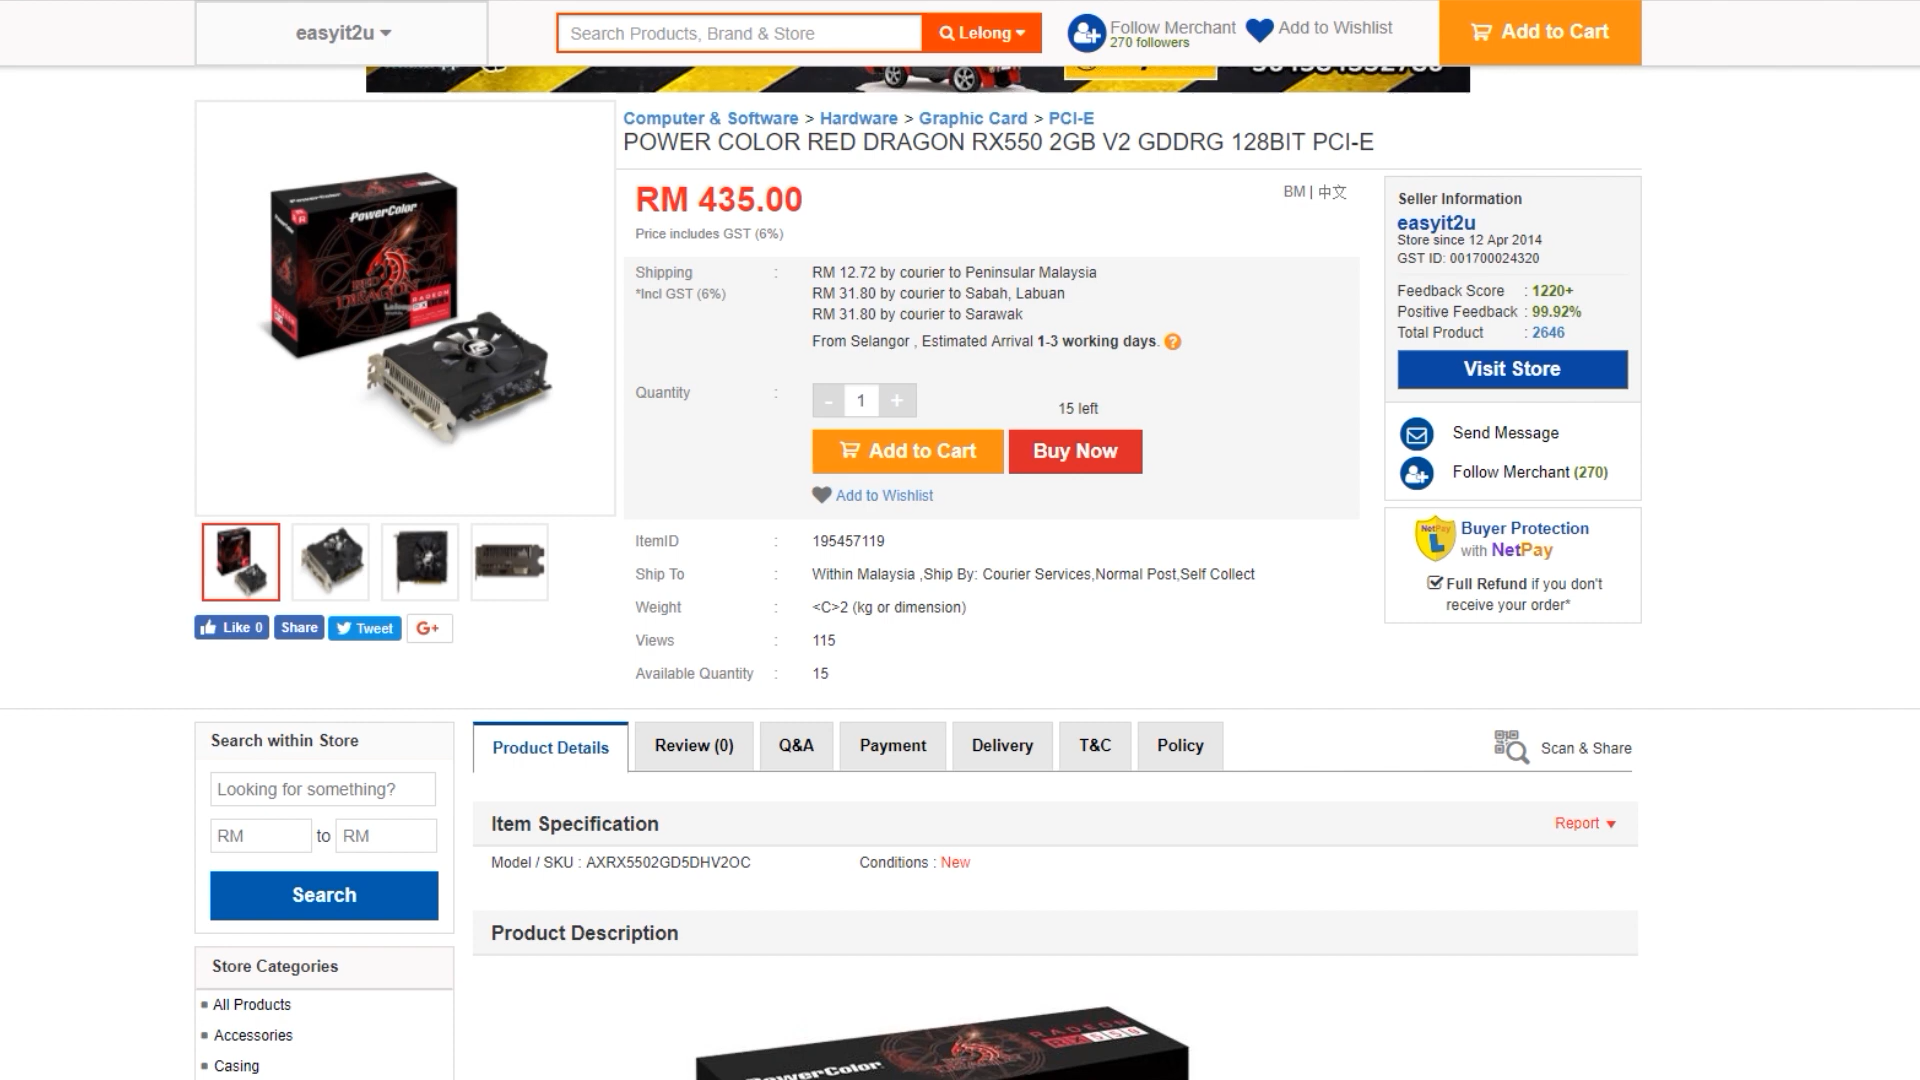 easyit2u
Search Products, Brand & Store
Lelong
Follow Merchant
270 followers
Add to Wishlist
Add to Cart
Computer & Software > Hardware > Graphic Card > PCI-E
POWER COLOR RED DRAGON RX550 2GB V2 GDDRG 128BIT PCI-E
RM 435.00
BM | 中文
Price includes GST (6%)
Shipping : RM 12.72 by courier to Peninsular Malaysia
*Incl GST (6%) RM 31.80 by courier to Sabah, Labuan
RM 31.80 by courier to Sarawak
From Selangor , Estimated Arrival 1-3 working days. ?
Quantity : - 1 +
15 left
Add to Cart
Buy Now
Add to Wishlist
ItemID : 195457119
Ship To : Within Malaysia ,Ship By: Courier Services,Normal Post,Self Collect
Weight : <C>2 (kg or dimension)
Views : 115
Available Quantity : 15
Seller Information
easyit2u
Store since 12 Apr 2014
GST ID: 001700024320
Feedback Score : 1220+
Positive Feedback : 99.92%
Total Product : 2646
Visit Store
Send Message
Follow Merchant (270)
NetPay
Buyer Protection
with NetPay
Full Refund if you don't
receive your order*
PowerColor
RED
DRAGON
RADEON
Like 0
Share
Tweet
G+
Search within Store
Looking for something?
RM to RM
Search
Store Categories
All Products
Accessories
Casing
Product Details
Review (0)
Q&A
Payment
Delivery
T&C
Policy
Scan & Share
Item Specification
Report
Model / SKU : AXRX5502GD5DHV2OC
Conditions : New
Product Description
RADEON
RX 550
PowerColor